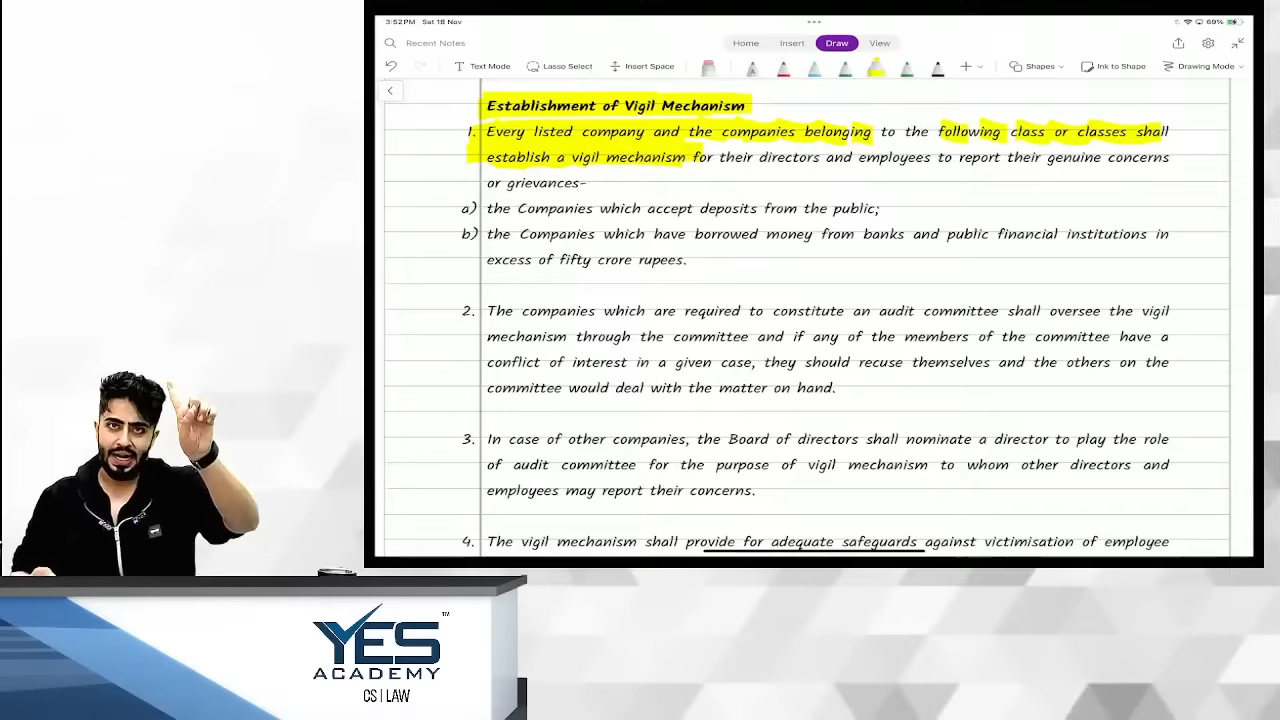 3:52 PM Sat 18 Nov
69%
Recent Notes
Home Insert Draw View
Text Mode Lasso Select Insert Space Shapes Ink to Shape Drawing Mode
Establishment of Vigil Mechanism
1. Every listed company and the companies belonging to the following class or classes shall
establish a vigil mechanism for their directors and employees to report their genuine concerns
or grievances-
a) the Companies which accept deposits from the public;
b) the Companies which have borrowed money from banks and public financial institutions in
excess of fifty crore rupees.
2. The companies which are required to constitute an audit committee shall oversee the vigil
mechanism through the committee and if any of the members of the committee have a
conflict of interest in a given case, they should recuse themselves and the others on the
committee would deal with the matter on hand.
3. In case of other companies, the Board of directors shall nominate a director to play the role
of audit committee for the purpose of vigil mechanism to whom other directors and
employees may report their concerns.
4. The vigil mechanism shall provide for adequate safeguards against victimisation of employee
YES™
ACADEMY
CS | LAW